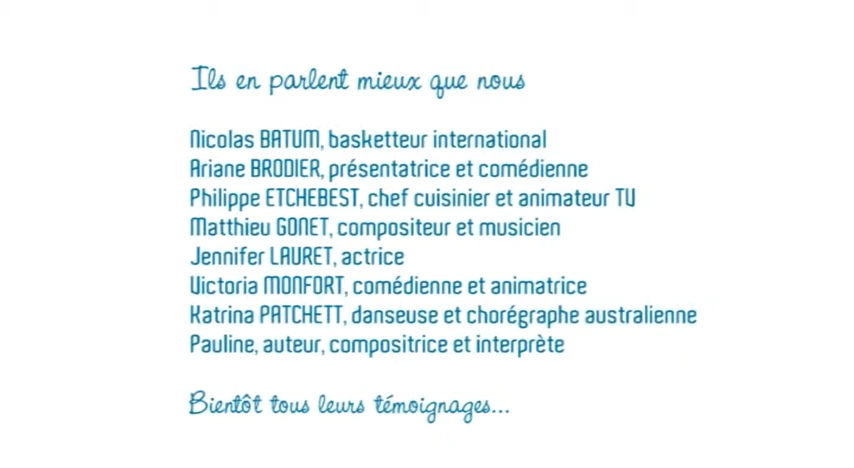 Ils en parlent mieux que nous
Nicolas BATUM, basketteur international
Ariane BRODIER, présentatrice et comédienne
Philippe ETCHEBEST, chef cuisinier et animateur TV
Matthieu GONET, compositeur et musicien
Jennifer LAURET, actrice
Victoria MONFORT, comédienne et animatrice
Katrina PATCHETT, danseuse et chorégraphe australienne
Pauline, auteur, compositrice et interprète
Bientôt tous leurs témoignages...